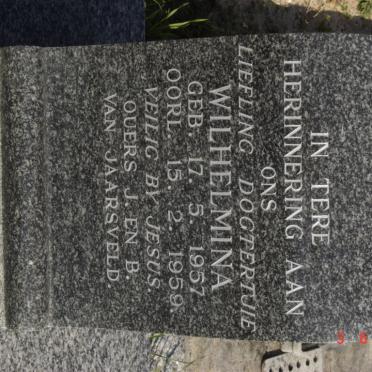 IN TERE
HERINNERING AAN
ONS
LIEFLING DOGTERTJIE
WILHELMINA
GEB. 17. 5. 1957
OORL. 15. 2. 1959.
VEILIG BY JESUS.
OUERS J. EN B.
VAN JAARSVELD.